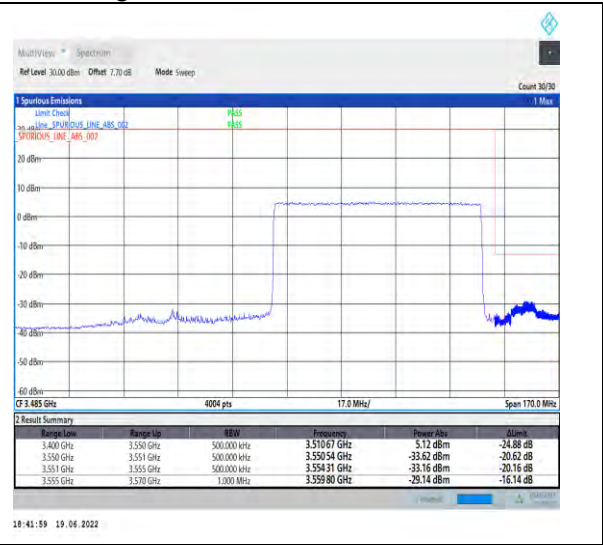 MultiView Spectrum
Ref Level 30.00 dBm Offset 7.70 dB Mode Sweep
Count 30/30
1 Spurious Emissions 1 Max
Limit Check PASS
Line_SPURIOUS_LINE_ABS_002 PASS
_SPURIOUS_LINE_ABS_002
20 dBm
10 dBm
0 dBm
-10 dBm
-20 dBm
-30 dBm
-40 dBm
-50 dBm
-60 dBm
CF 3.485 GHz 4004 pts 17.0 MHz/ Span 170.0 MHz
2 Result Summary
Range Low Range Up RBW Frequency Power Abs ΔLimit
3.400 GHz 3.550 GHz 500.000 kHz 3.51067 GHz 5.12 dBm -24.88 dB
3.550 GHz 3.551 GHz 500.000 kHz 3.55054 GHz -33.62 dBm -20.62 dB
3.551 GHz 3.555 GHz 500.000 kHz 3.55431 GHz -33.16 dBm -20.16 dB
3.555 GHz 3.570 GHz 1.000 MHz 3.55980 GHz -29.14 dBm -16.14 dB
18:41:59 19.06.2022